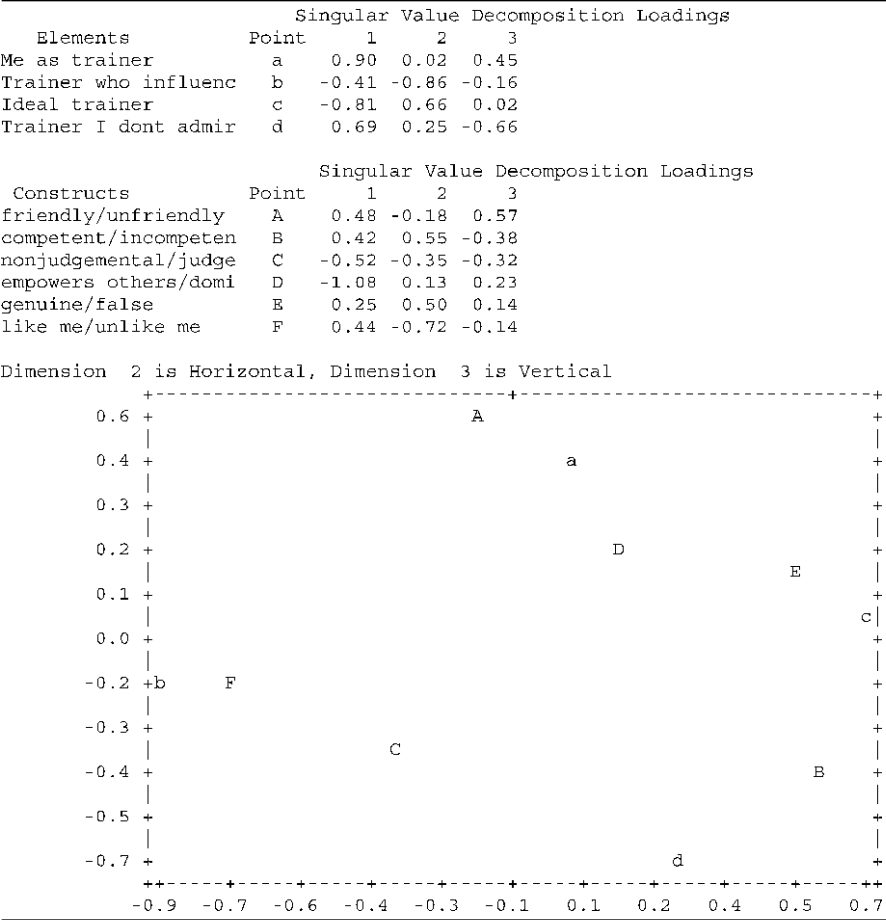 Singular Value Decomposition Loadings
Elements Point 1 2 3
Me as trainer a 0.90 0.02 0.45
Trainer who influenc b -0.41 -0.86 -0.16
Ideal trainer c -0.81 0.66 0.02
Trainer I dont admir d 0.69 0.25 -0.66
Singular Value Decomposition Loadings
Constructs Point 1 2 3
friendly/unfriendly A 0.48 -0.18 0.57
competent/incompeten B 0.42 0.55 -0.38
nonjudgemental/judge C -0.52 -0.35 -0.32
empowers others/domi D -1.08 0.13 0.23
genuine/false E 0.25 0.50 0.14
like me/unlike me F 0.44 -0.72 -0.14
Dimension 2 is Horizontal, Dimension 3 is Vertical
0.6 A
0.4 a
0.3
0.2 D
E
0.1
c
0.0
-0.2 b F
-0.3
C
-0.4 B
-0.5
-0.7 d
-0.9 -0.7 -0.6 -0.4 -0.3 -0.1 0.1 0.2 0.4 0.5 0.7